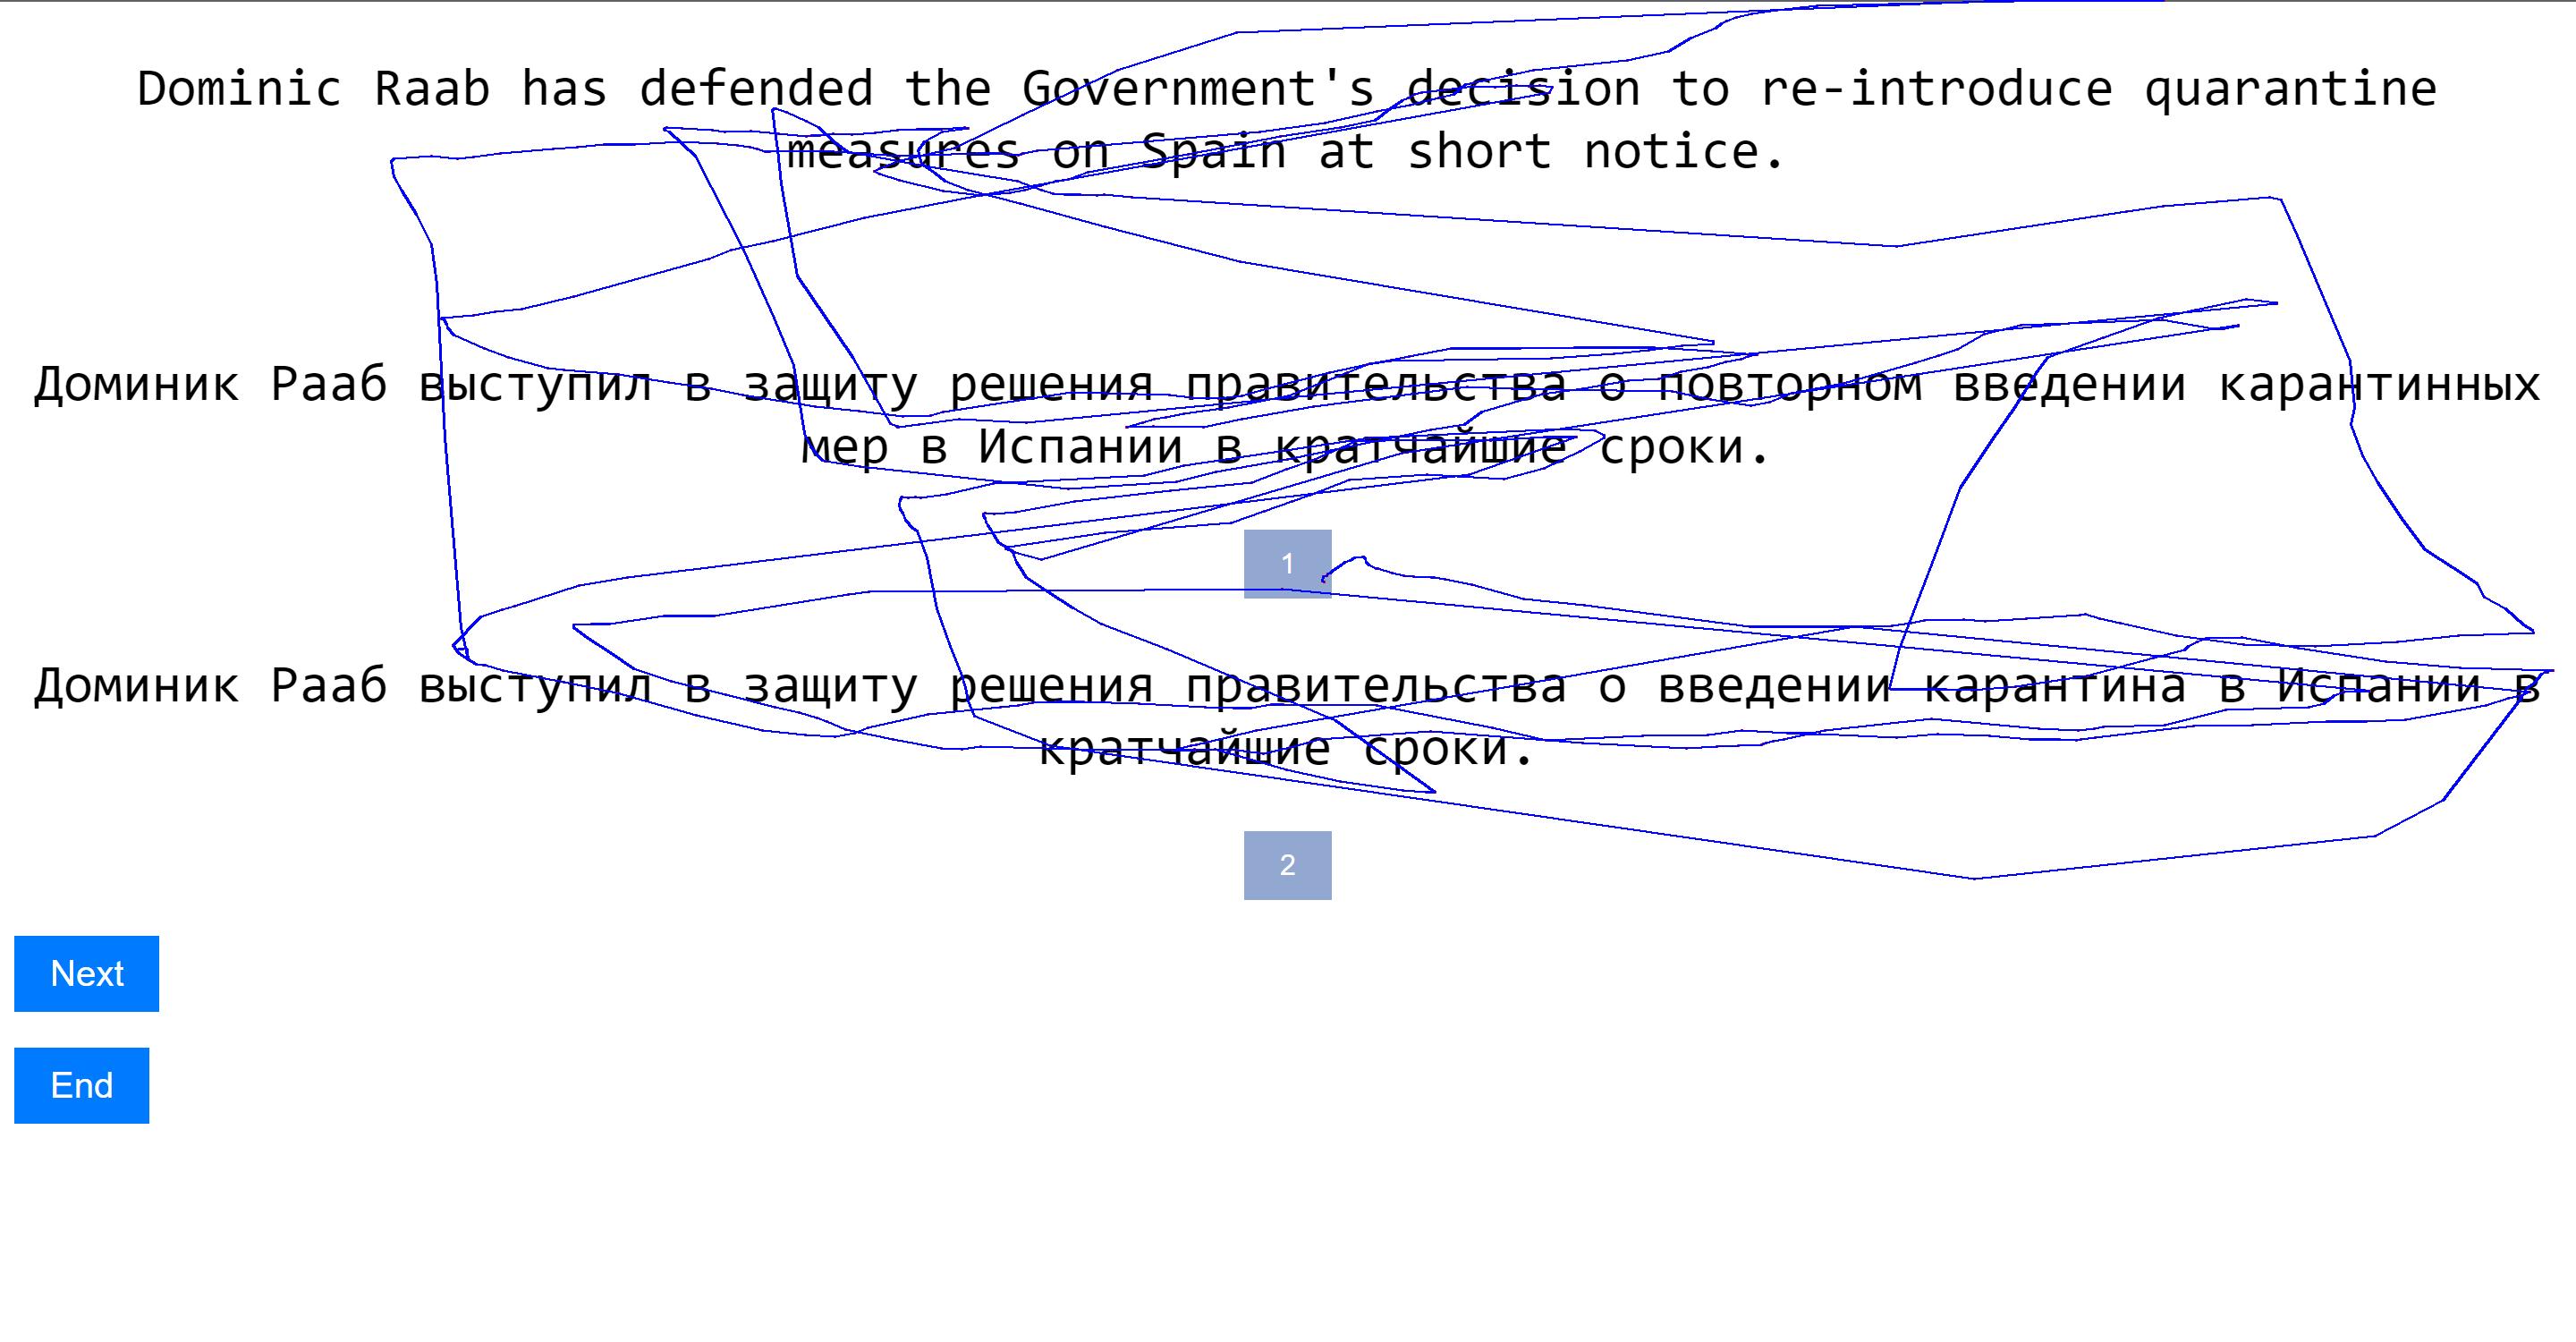 Dominic Raab has defended the Government's decision to re-introduce quarantine
measures on Spain at short notice.
Доминик Рааб выступил в защиту решения правительства о повторном введении карантинных
мер в Испании в кратчайшие сроки.
1
Доминик Рааб выступил в защиту решения правительства о введении карантина в Испании в
кратчайшие сроки.
2
Next
End